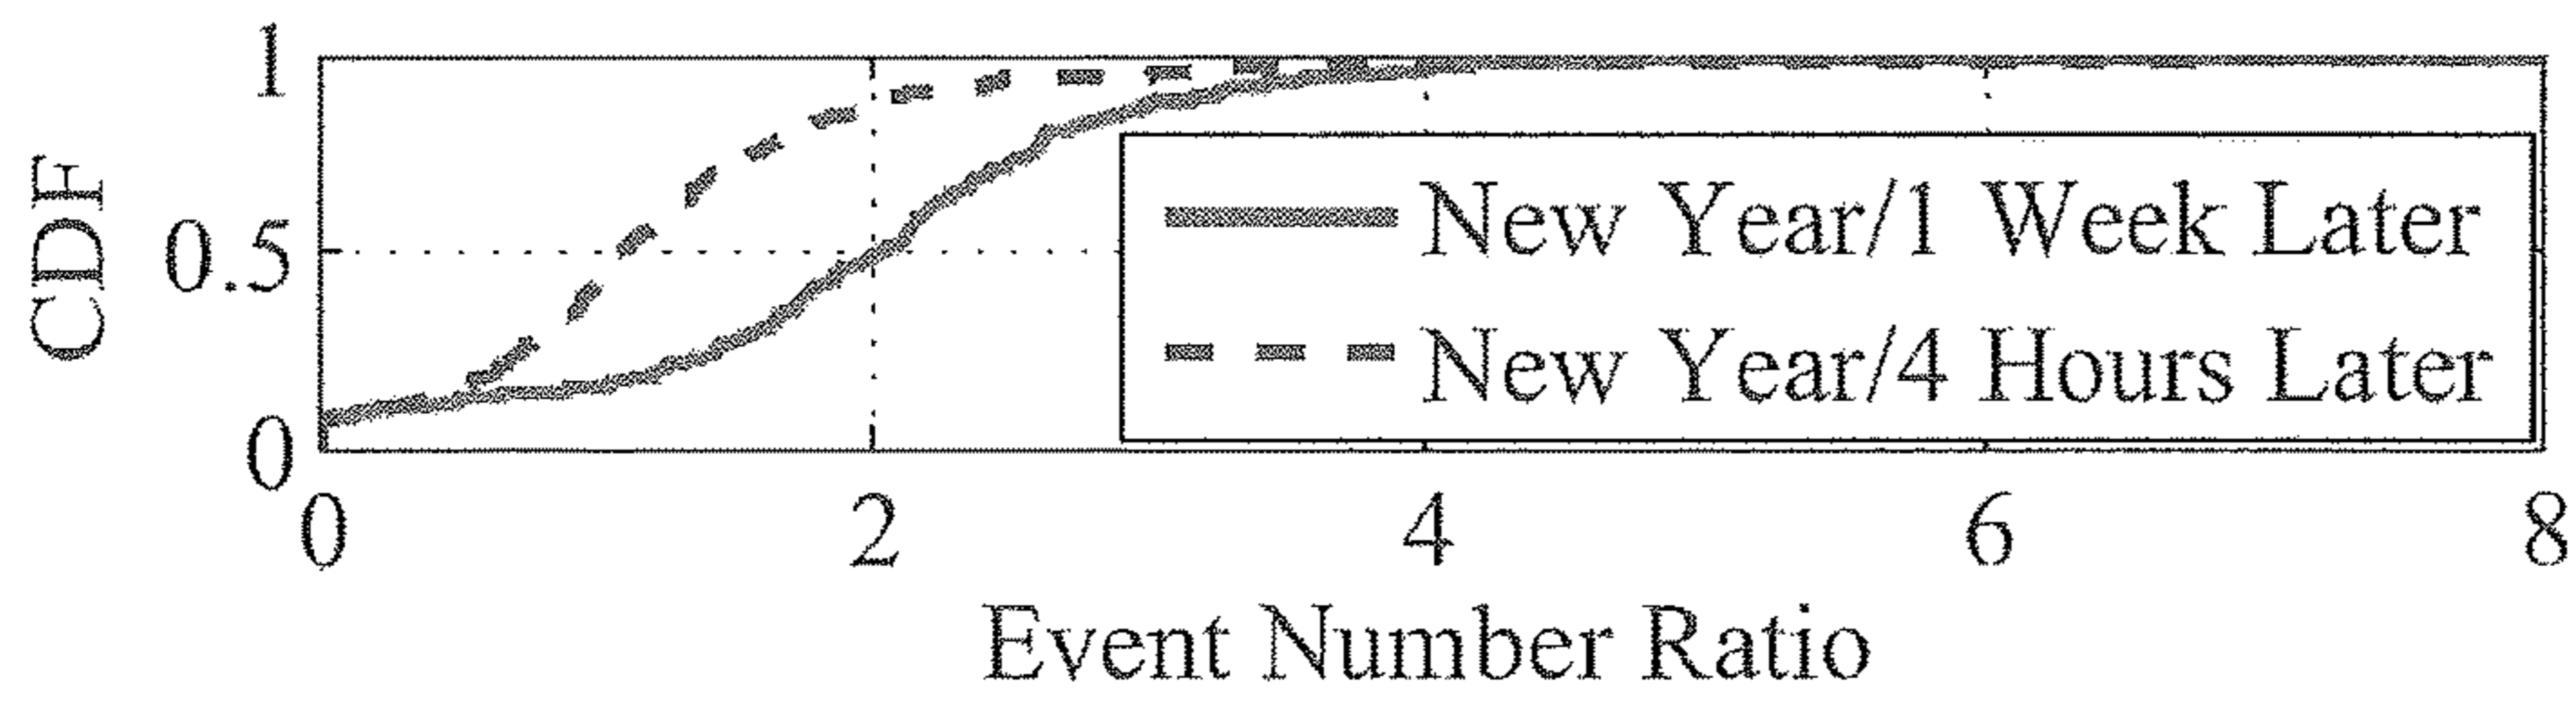 1
CDF
0.5
0
New Year/1 Week Later
New Year/4 Hours Later
0 2 4 6 8
Event Number Ratio